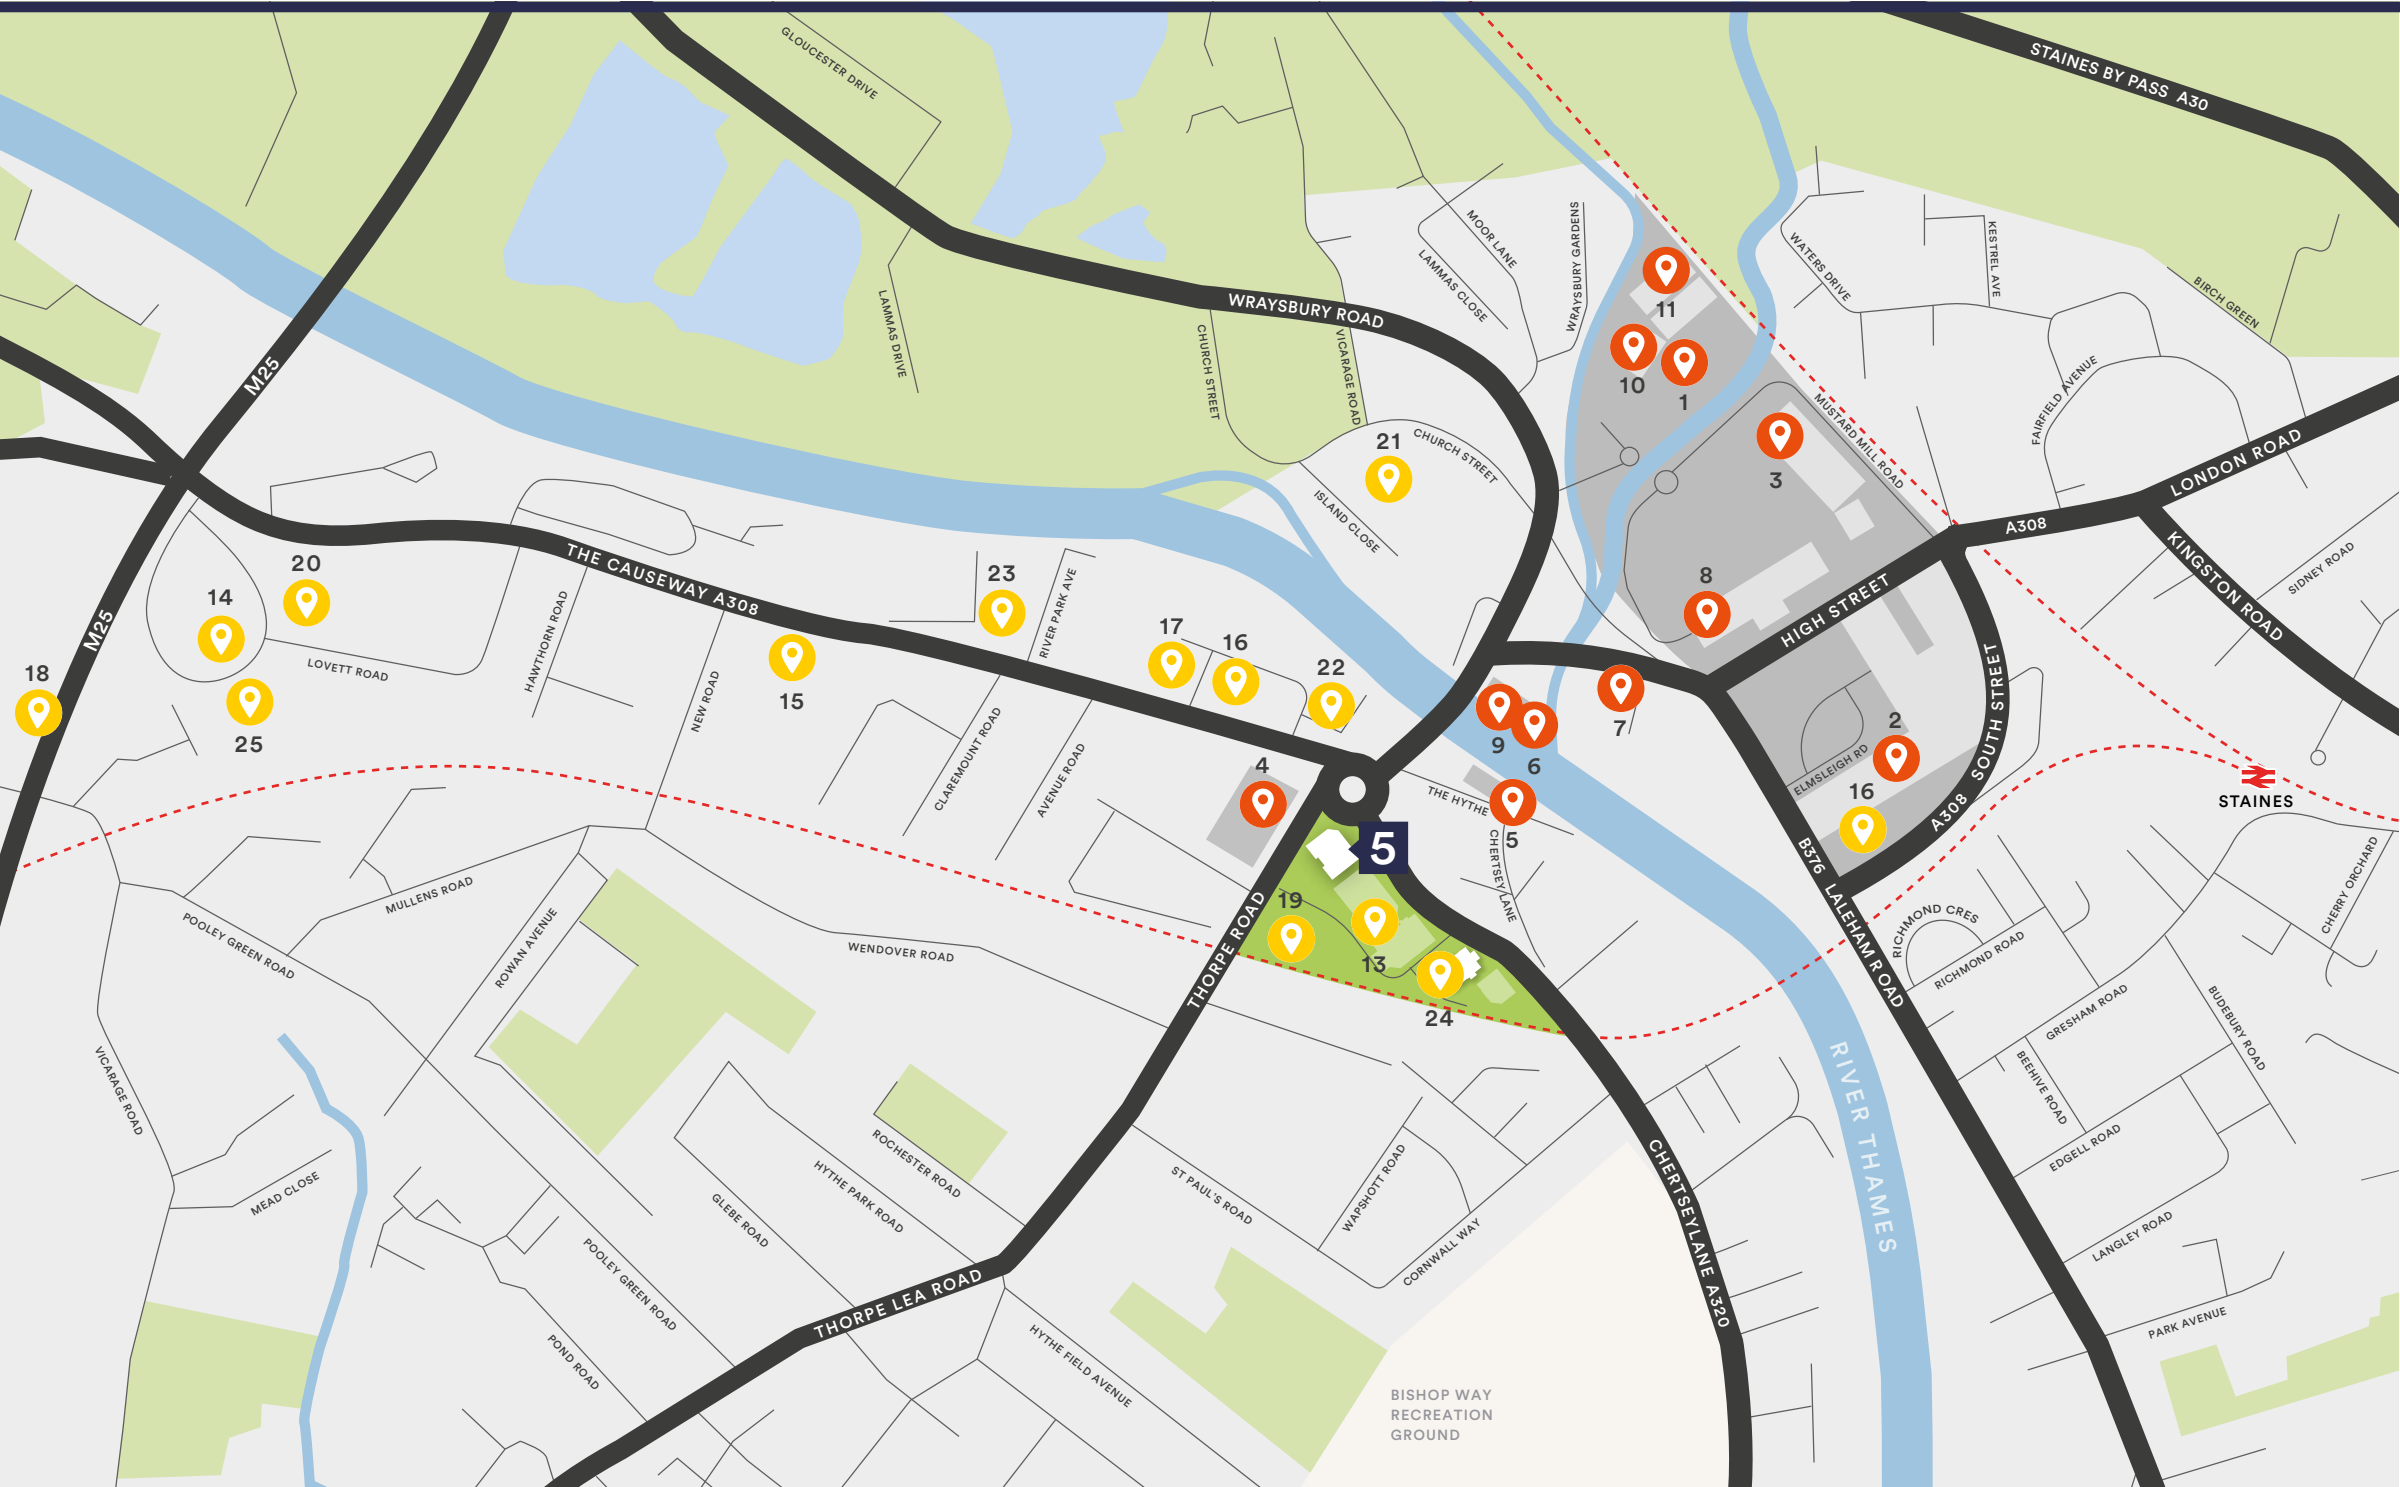 STAINES BY PASS A30
GLOUCESTER DRIVE
MOOR LANE
LAMMAS CLOSE
WRAYSBURY GARDENS
WATERS DRIVE
KESTREL AVE
BIRCH GREEN
WRAYSBURY ROAD
LAMMAS DRIVE
CHURCH STREET
VICARAGE ROAD
11
10
1
M25
MUSTARD MILL ROAD
FAIRFIELD AVENUE
LONDON ROAD
21
CHURCH STREET
3
ISLAND CLOSE
A308
KINGSTON ROAD
SIDNEY ROAD
THE CAUSEWAY A308
20
14
M25
LOVETT ROAD
HAWTHORN ROAD
NEW ROAD
23
RIVER PARK AVE
8
HIGH STREET
17
16
22
15
18
25
7
2
9
6
SOUTH STREET
ELMSLEIGH RD
CLAREMOUNT ROAD
AVENUE ROAD
4
THE HYTHE
5
16
A308
STAINES
CHERTSEY LANE
5
B376
LALEHAM ROAD
MULLENS ROAD
POOLEY GREEN ROAD
ROWAN AVENUE
WENDOVER ROAD
THORPE ROAD
19
13
24
RICHMOND CRES
RICHMOND ROAD
CHERRY ORCHARD
GRESHAM ROAD
BUDEBURY ROAD
BEEHIVE ROAD
EDGELL ROAD
LANGLEY ROAD
PARK AVENUE
RIVER THAMES
VICARAGE ROAD
MEAD CLOSE
POOLEY GREEN ROAD
POND ROAD
GLEBE ROAD
HYTHE PARK ROAD
ROCHESTER ROAD
ST PAUL'S ROAD
WAPSHOTT ROAD
CORNWALL WAY
CHERTSEY LANE A320
THORPE LEA ROAD
HYTHE FIELD AVENUE
BISHOP WAY
RECREATION
GROUND